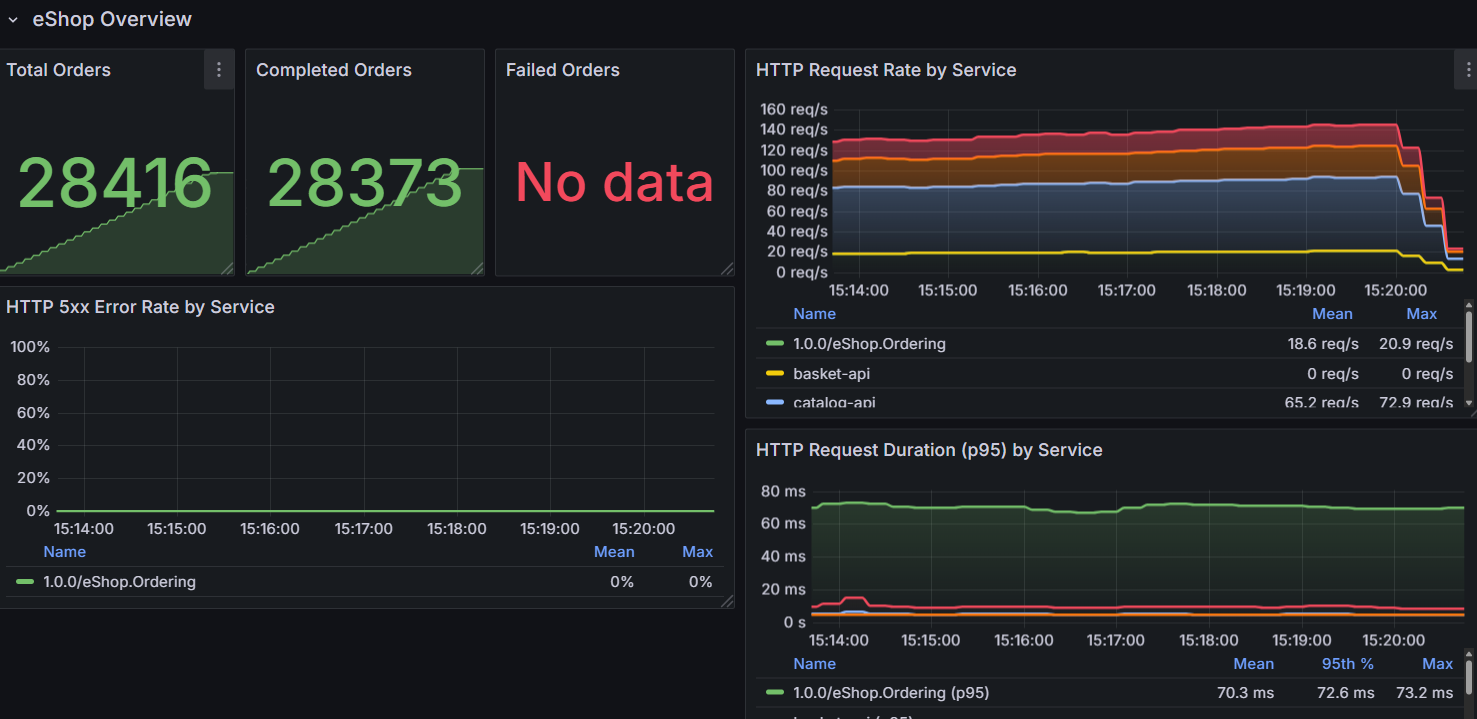 eShop Overview
Total Orders
28416
Completed Orders
28373
Failed Orders
No data
HTTP Request Rate by Service
160 req/s
140 req/s
120 req/s
100 req/s
80 req/s
60 req/s
40 req/s
20 req/s
0 req/s
15:14:00 15:15:00 15:16:00 15:17:00 15:18:00 15:19:00 15:20:00
Name Mean Max
1.0.0/eShop.Ordering 18.6 req/s 20.9 req/s
basket-api 0 req/s 0 req/s
catalog-api 65.2 req/s 72.9 req/s
HTTP 5xx Error Rate by Service
100%
80%
60%
40%
20%
0%
15:14:00 15:15:00 15:16:00 15:17:00 15:18:00 15:19:00 15:20:00
Name Mean Max
1.0.0/eShop.Ordering 0% 0%
HTTP Request Duration (p95) by Service
80 ms
60 ms
40 ms
20 ms
0 s
15:14:00 15:15:00 15:16:00 15:17:00 15:18:00 15:19:00 15:20:00
Name Mean 95th % Max
1.0.0/eShop.Ordering (p95) 70.3 ms 72.6 ms 73.2 ms